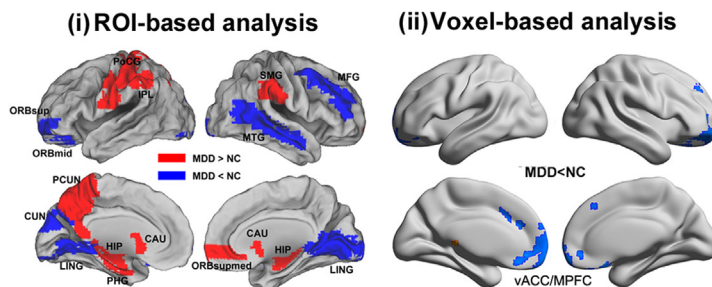 (i) ROI-based analysis
(ii) Voxel-based analysis
PoCG
IPL
SMG
MFG
ORBsup
ORBmid
MTG
MDD > NC
MDD < NC
MDD<NC
PCUN
CUN
CAU
HIP
LING
PHG
CAU
HIP
ORBsupmed
LING
vACC/MPFC